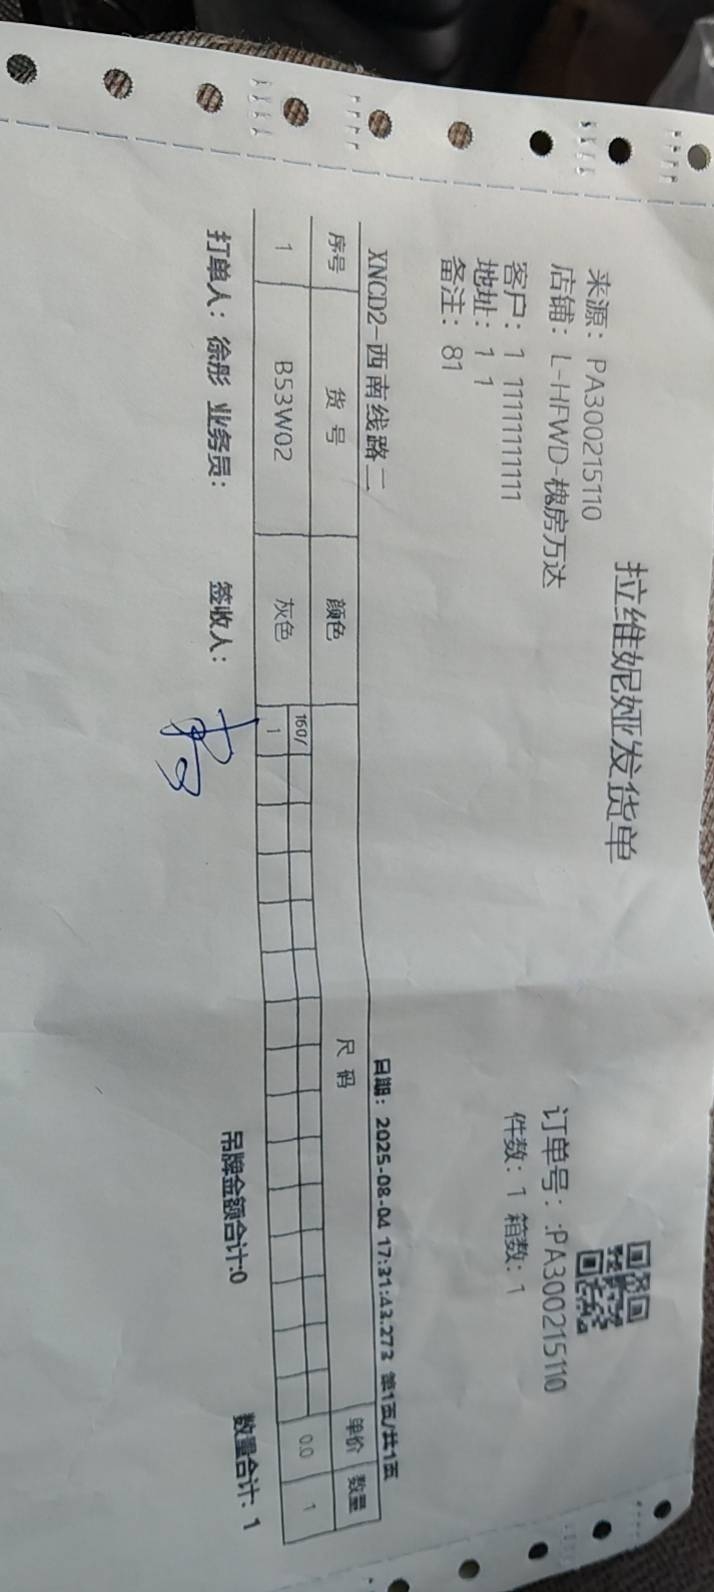 拉维妮娅发货单
来源：PA300215110
店铺：L-HFWD-槐房万达 订单号：:PA300215110
客户：1 11111111111 件数：1 箱数：1
地址：1 1
备注：81
XNCD2-西南线路二 日期：2025-08-04 17:31:43.273 第1页/共1页
序号 货号 颜色 尺码 单价 数量
160/
1 B53W02 灰色 1 0.0 1
打单人：徐彤 业务员： 签收人： 吊牌金额合计:0 数量合计: 1